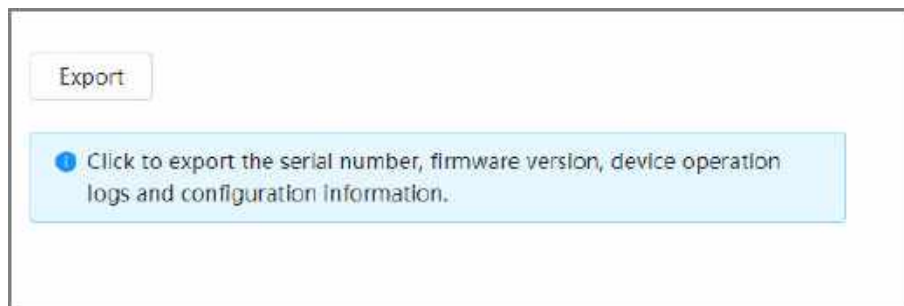 Export
Click to export the serial number, firmware version, device operation
logs and configuration information.